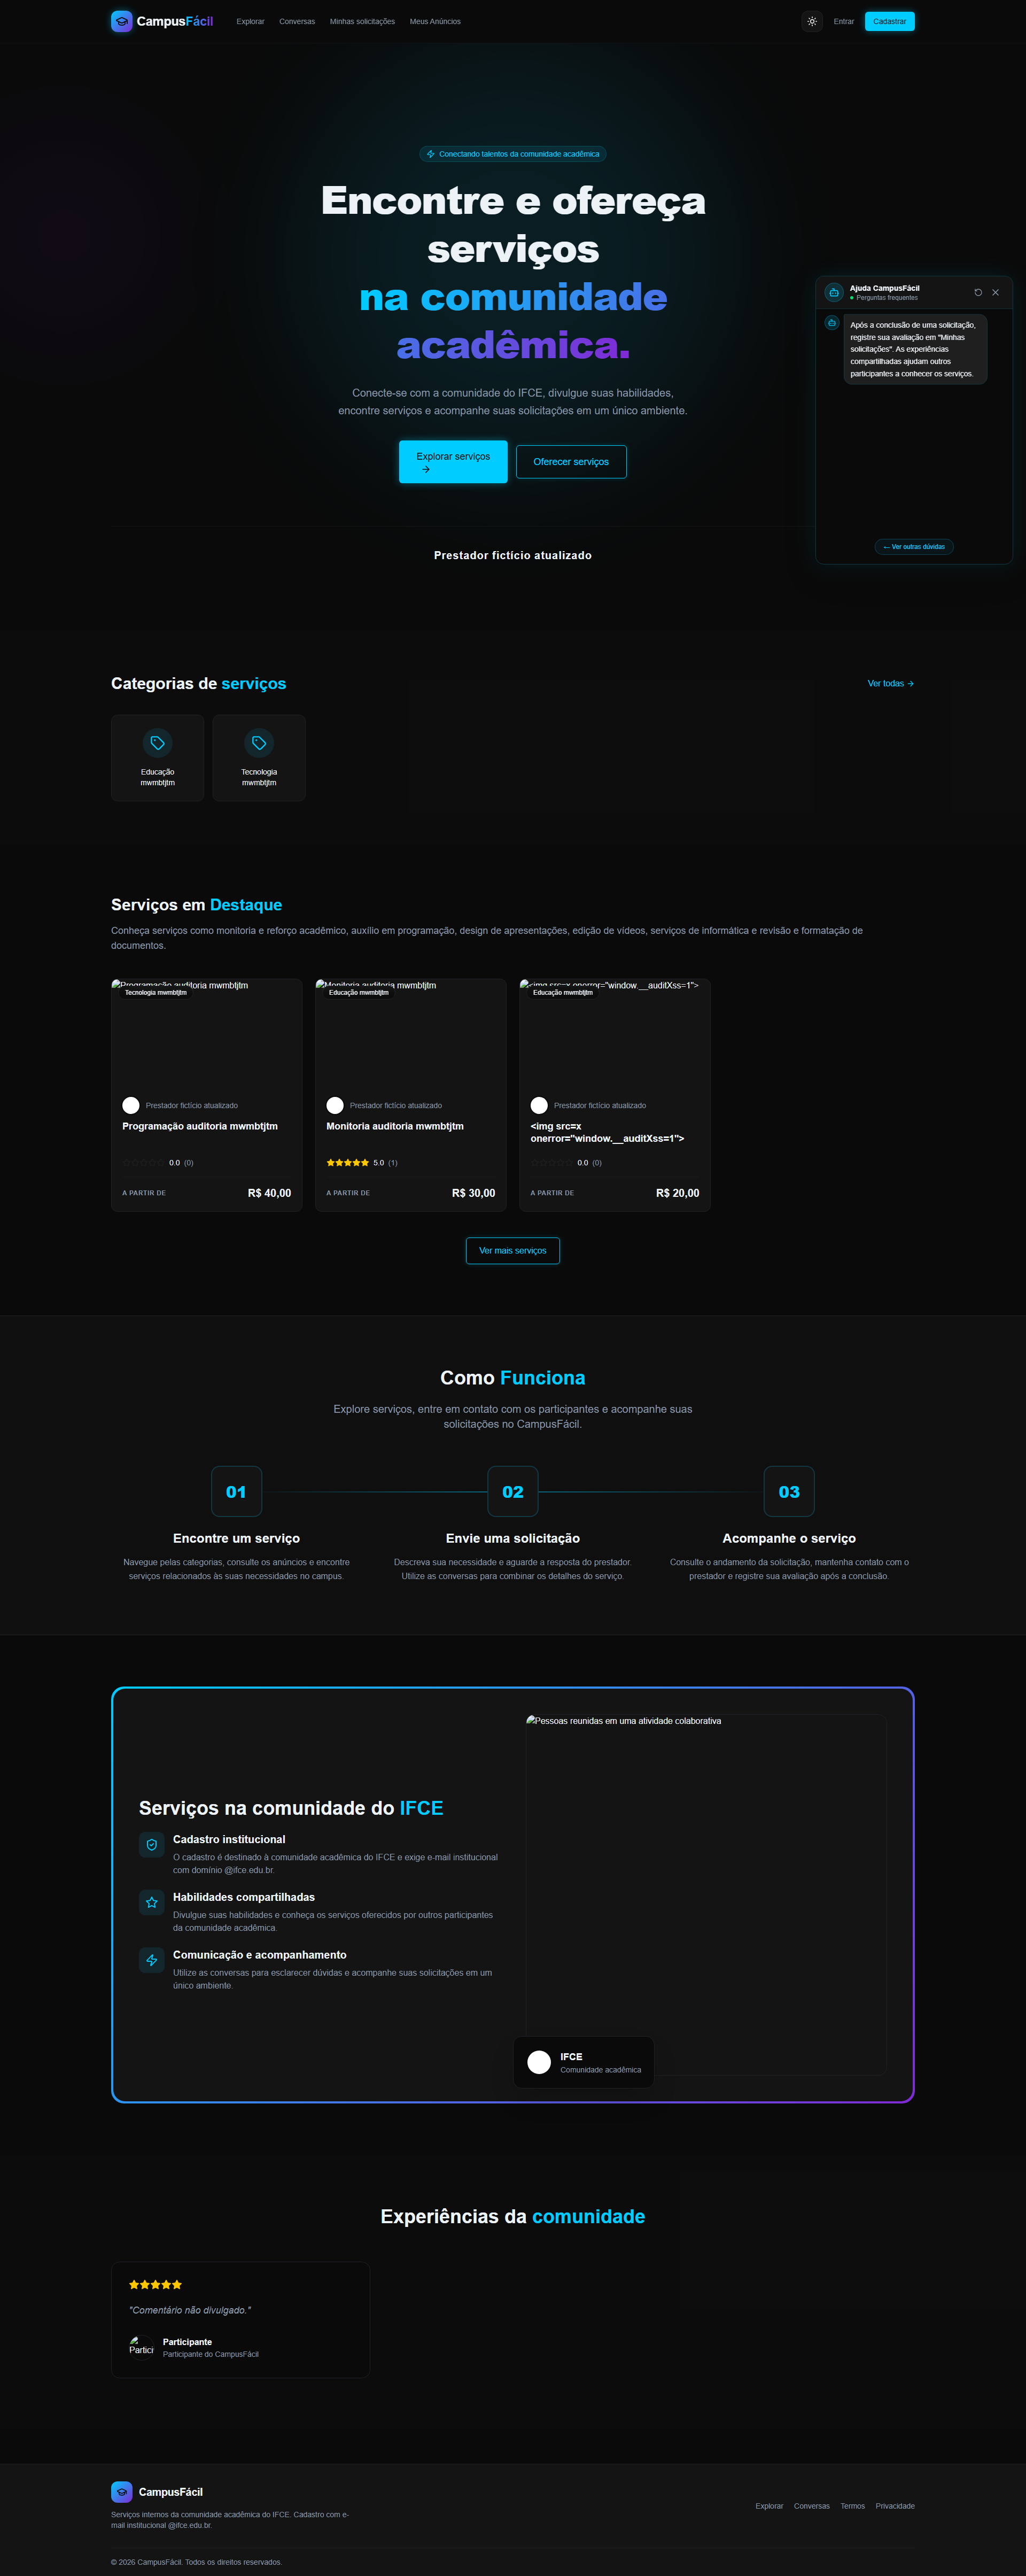 CampusFácil
Explorar
Conversas
Minhas solicitações
Meus Anúncios
Entrar
Cadastrar
Conectando talentos da comunidade acadêmica
Encontre e ofereça
serviços
na comunidade
acadêmica.
Conecte-se com a comunidade do IFCE, divulgue suas habilidades,
encontre serviços e acompanhe suas solicitações em um único ambiente.
Explorar serviços
→
Oferecer serviços
Prestador fictício atualizado
Ajuda CampusFácil
Perguntas frequentes
Após a conclusão de uma solicitação,
registre sua avaliação em "Minhas
solicitações". As experiências
compartilhadas ajudam outros
participantes a conhecer os serviços.
← Ver outras dúvidas
Categorias de serviços
Ver todas →
Educação
mwmbtjtm
Tecnologia
mwmbtjtm
Serviços em Destaque
Conheça serviços como monitoria e reforço acadêmico, auxílio em programação, design de apresentações, edição de vídeos, serviços de informática e revisão e formatação de
documentos.
Programação auditoria mwmbtjtm
Tecnologia mwmbtjtm
Prestador fictício atualizado
Programação auditoria mwmbtjtm
0.0 (0)
A PARTIR DE
R$ 40,00
Monitoria auditoria mwmbtjtm
Educação mwmbtjtm
Prestador fictício atualizado
Monitoria auditoria mwmbtjtm
5.0 (1)
A PARTIR DE
R$ 30,00
<img src=x onerror="window.__auditXss=1">
Educação mwmbtjtm
Prestador fictício atualizado
<img src=x
onerror="window.__auditXss=1">
0.0 (0)
A PARTIR DE
R$ 20,00
Ver mais serviços
Como Funciona
Explore serviços, entre em contato com os participantes e acompanhe suas
solicitações no CampusFácil.
01
Encontre um serviço
Navegue pelas categorias, consulte os anúncios e encontre
serviços relacionados às suas necessidades no campus.
02
Envie uma solicitação
Descreva sua necessidade e aguarde a resposta do prestador.
Utilize as conversas para combinar os detalhes do serviço.
03
Acompanhe o serviço
Consulte o andamento da solicitação, mantenha contato com o
prestador e registre sua avaliação após a conclusão.
Serviços na comunidade do IFCE
Cadastro institucional
O cadastro é destinado à comunidade acadêmica do IFCE e exige e-mail institucional
com domínio @ifce.edu.br.
Habilidades compartilhadas
Divulgue suas habilidades e conheça os serviços oferecidos por outros participantes
da comunidade acadêmica.
Comunicação e acompanhamento
Utilize as conversas para esclarecer dúvidas e acompanhe suas solicitações em um
único ambiente.
Pessoas reunidas em uma atividade colaborativa
IFCE
Comunidade acadêmica
Experiências da comunidade
"Comentário não divulgado."
Partici
Participante
Participante do CampusFácil
CampusFácil
Serviços internos da comunidade acadêmica do IFCE. Cadastro com e-
mail institucional @ifce.edu.br.
Explorar
Conversas
Termos
Privacidade
© 2026 CampusFácil. Todos os direitos reservados.